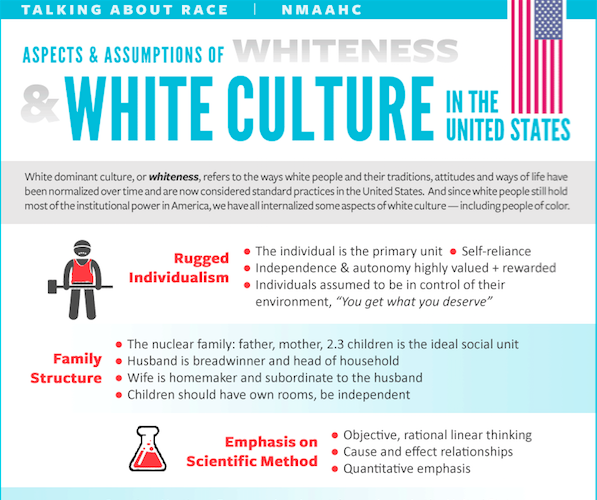 TALKING ABOUT RACE | NMAAHC
ASPECTS & ASSUMPTIONS OF WHITENESS
& WHITE CULTURE IN THE
UNITED STATES
White dominant culture, or whiteness, refers to the ways white people and their traditions, attitudes and ways of life have
been normalized over time and are now considered standard practices in the United States. And since white people still hold
most of the institutional power in America, we have all internalized some aspects of white culture — including people of color.
Rugged
Individualism
• The individual is the primary unit • Self-reliance
• Independence & autonomy highly valued + rewarded
• Individuals assumed to be in control of their
environment, “You get what you deserve”
Family
Structure
• The nuclear family: father, mother, 2.3 children is the ideal social unit
• Husband is breadwinner and head of household
• Wife is homemaker and subordinate to the husband
• Children should have own rooms, be independent
Emphasis on
Scientific Method
• Objective, rational linear thinking
• Cause and effect relationships
• Quantitative emphasis